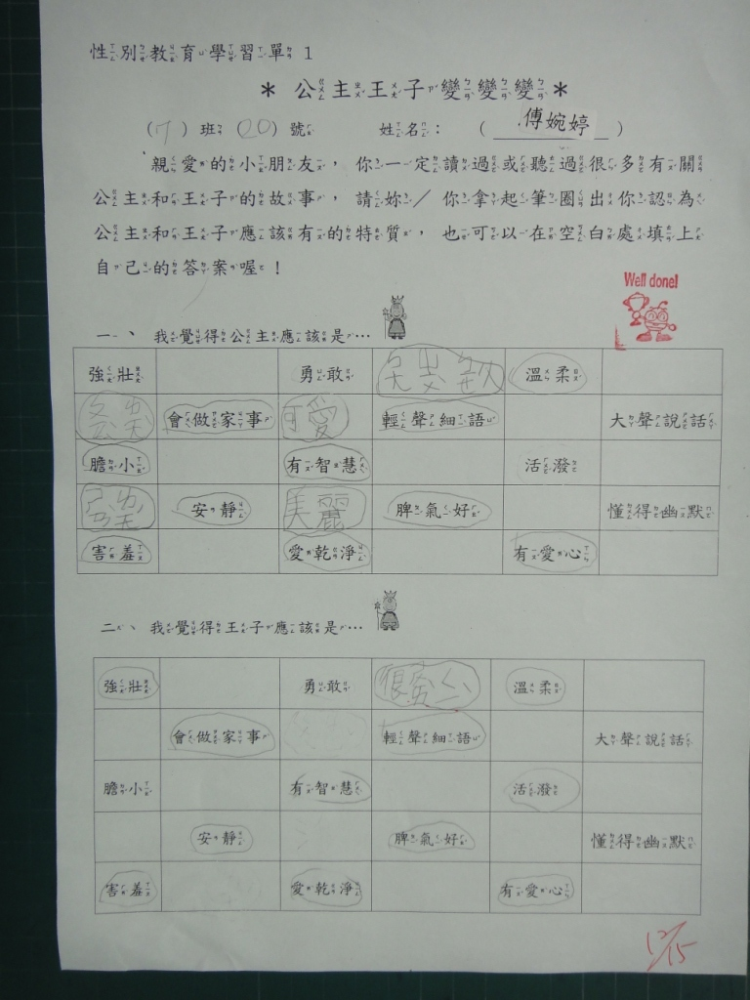 性別教育學習單 1
* 公主王子變變變 *
(7)班(20)號 姓名：( 傅婉婷 )
親愛的小朋友，你一定讀過或聽過很多有關
公主和王子的故事，請妳／你拿起筆圈出你認為
公主和王子應該有的特質，也可以在空白處填上
自己的答案喔！
Well done!
一、我覺得公主應該是…
強壯 勇敢 溫柔
會做家事 可愛 輕聲細語 大聲說話
膽小 有智慧 活潑
安靜 美麗 脾氣好 懂得幽默
害羞 愛乾淨 有愛心
二、我覺得王子應該是…
強壯 勇敢 溫柔
會做家事 輕聲細語 大聲說話
膽小 有智慧 活潑
安靜 脾氣好 懂得幽默
害羞 愛乾淨 有愛心
12/15